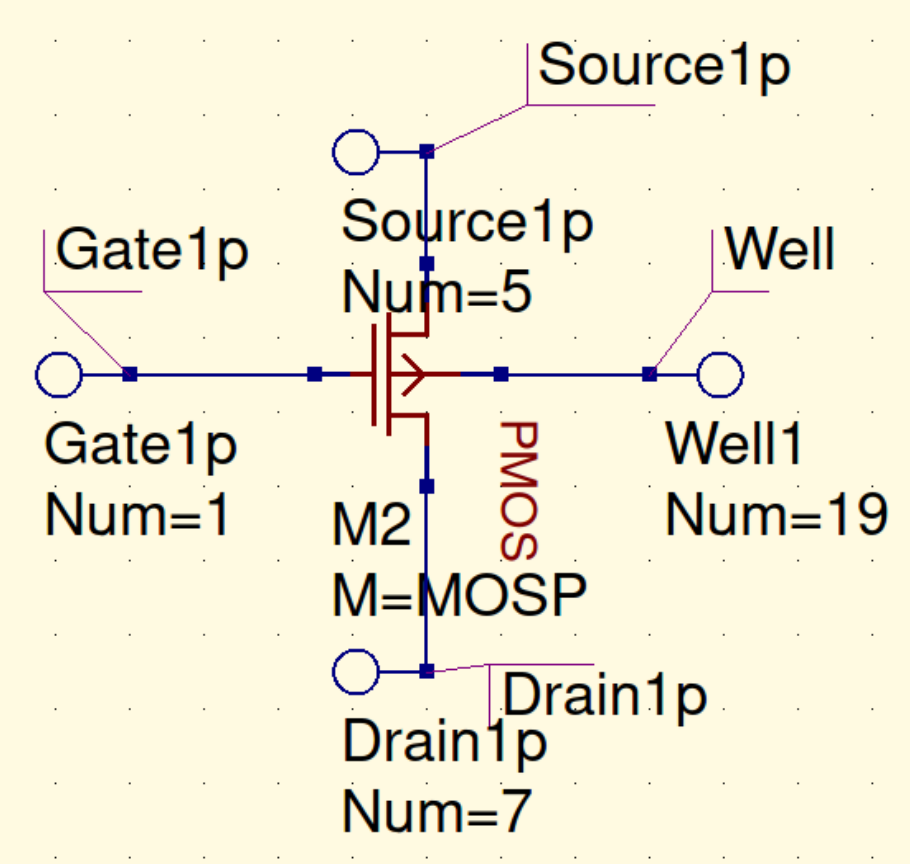 Source1p
Source1p
Num=5
Gate1p
Well
Gate1p
Num=1
PMOS
Well1
Num=19
M2
M=MOSP
Drain1p
Drain1p
Num=7